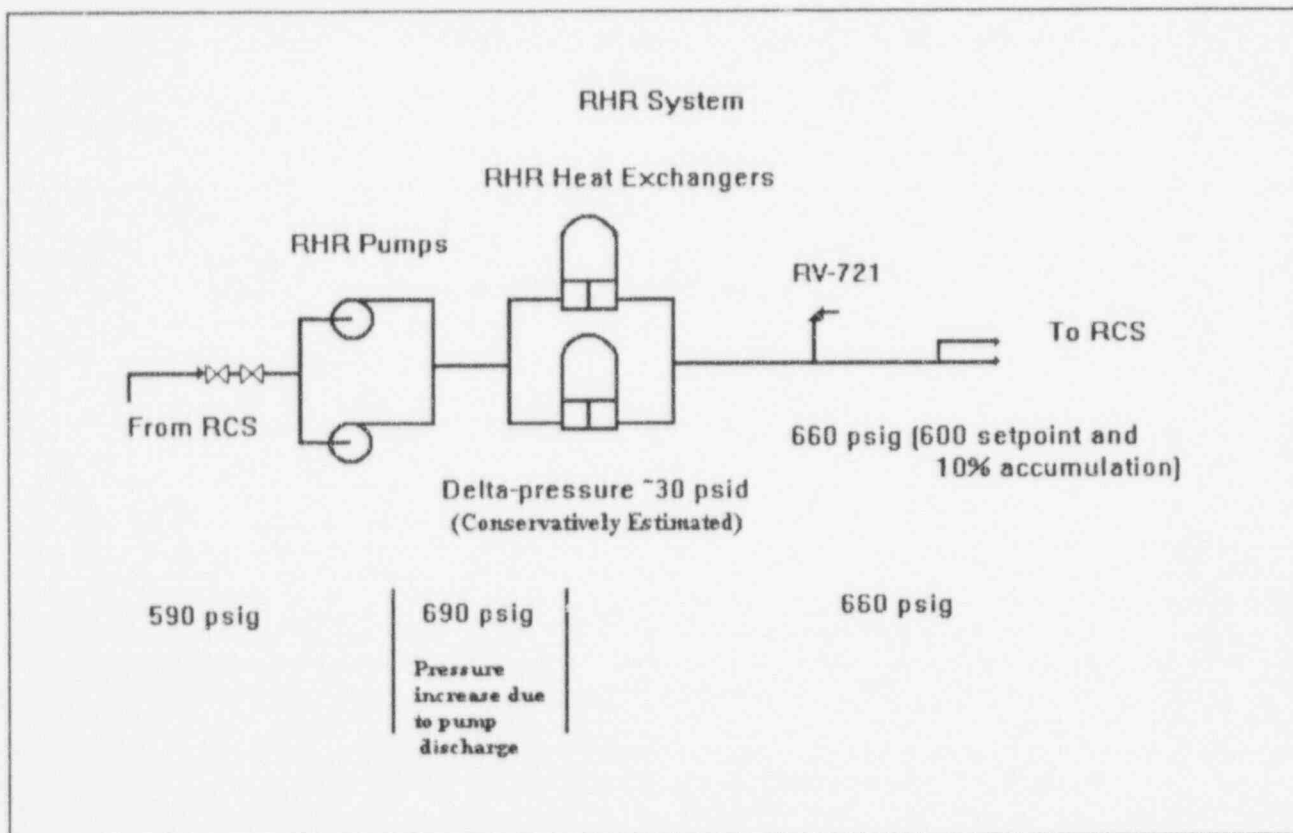 RHR System
RHR Heat Exchangers
RHR Pumps
RV-721
To RCS
From RCS
660 psig (600 setpoint and
10% accumulation)
Delta-pressure ~30 psid
(Conservatively Estimated)
590 psig
690 psig
660 psig
Pressure
increase due
to pump
discharge